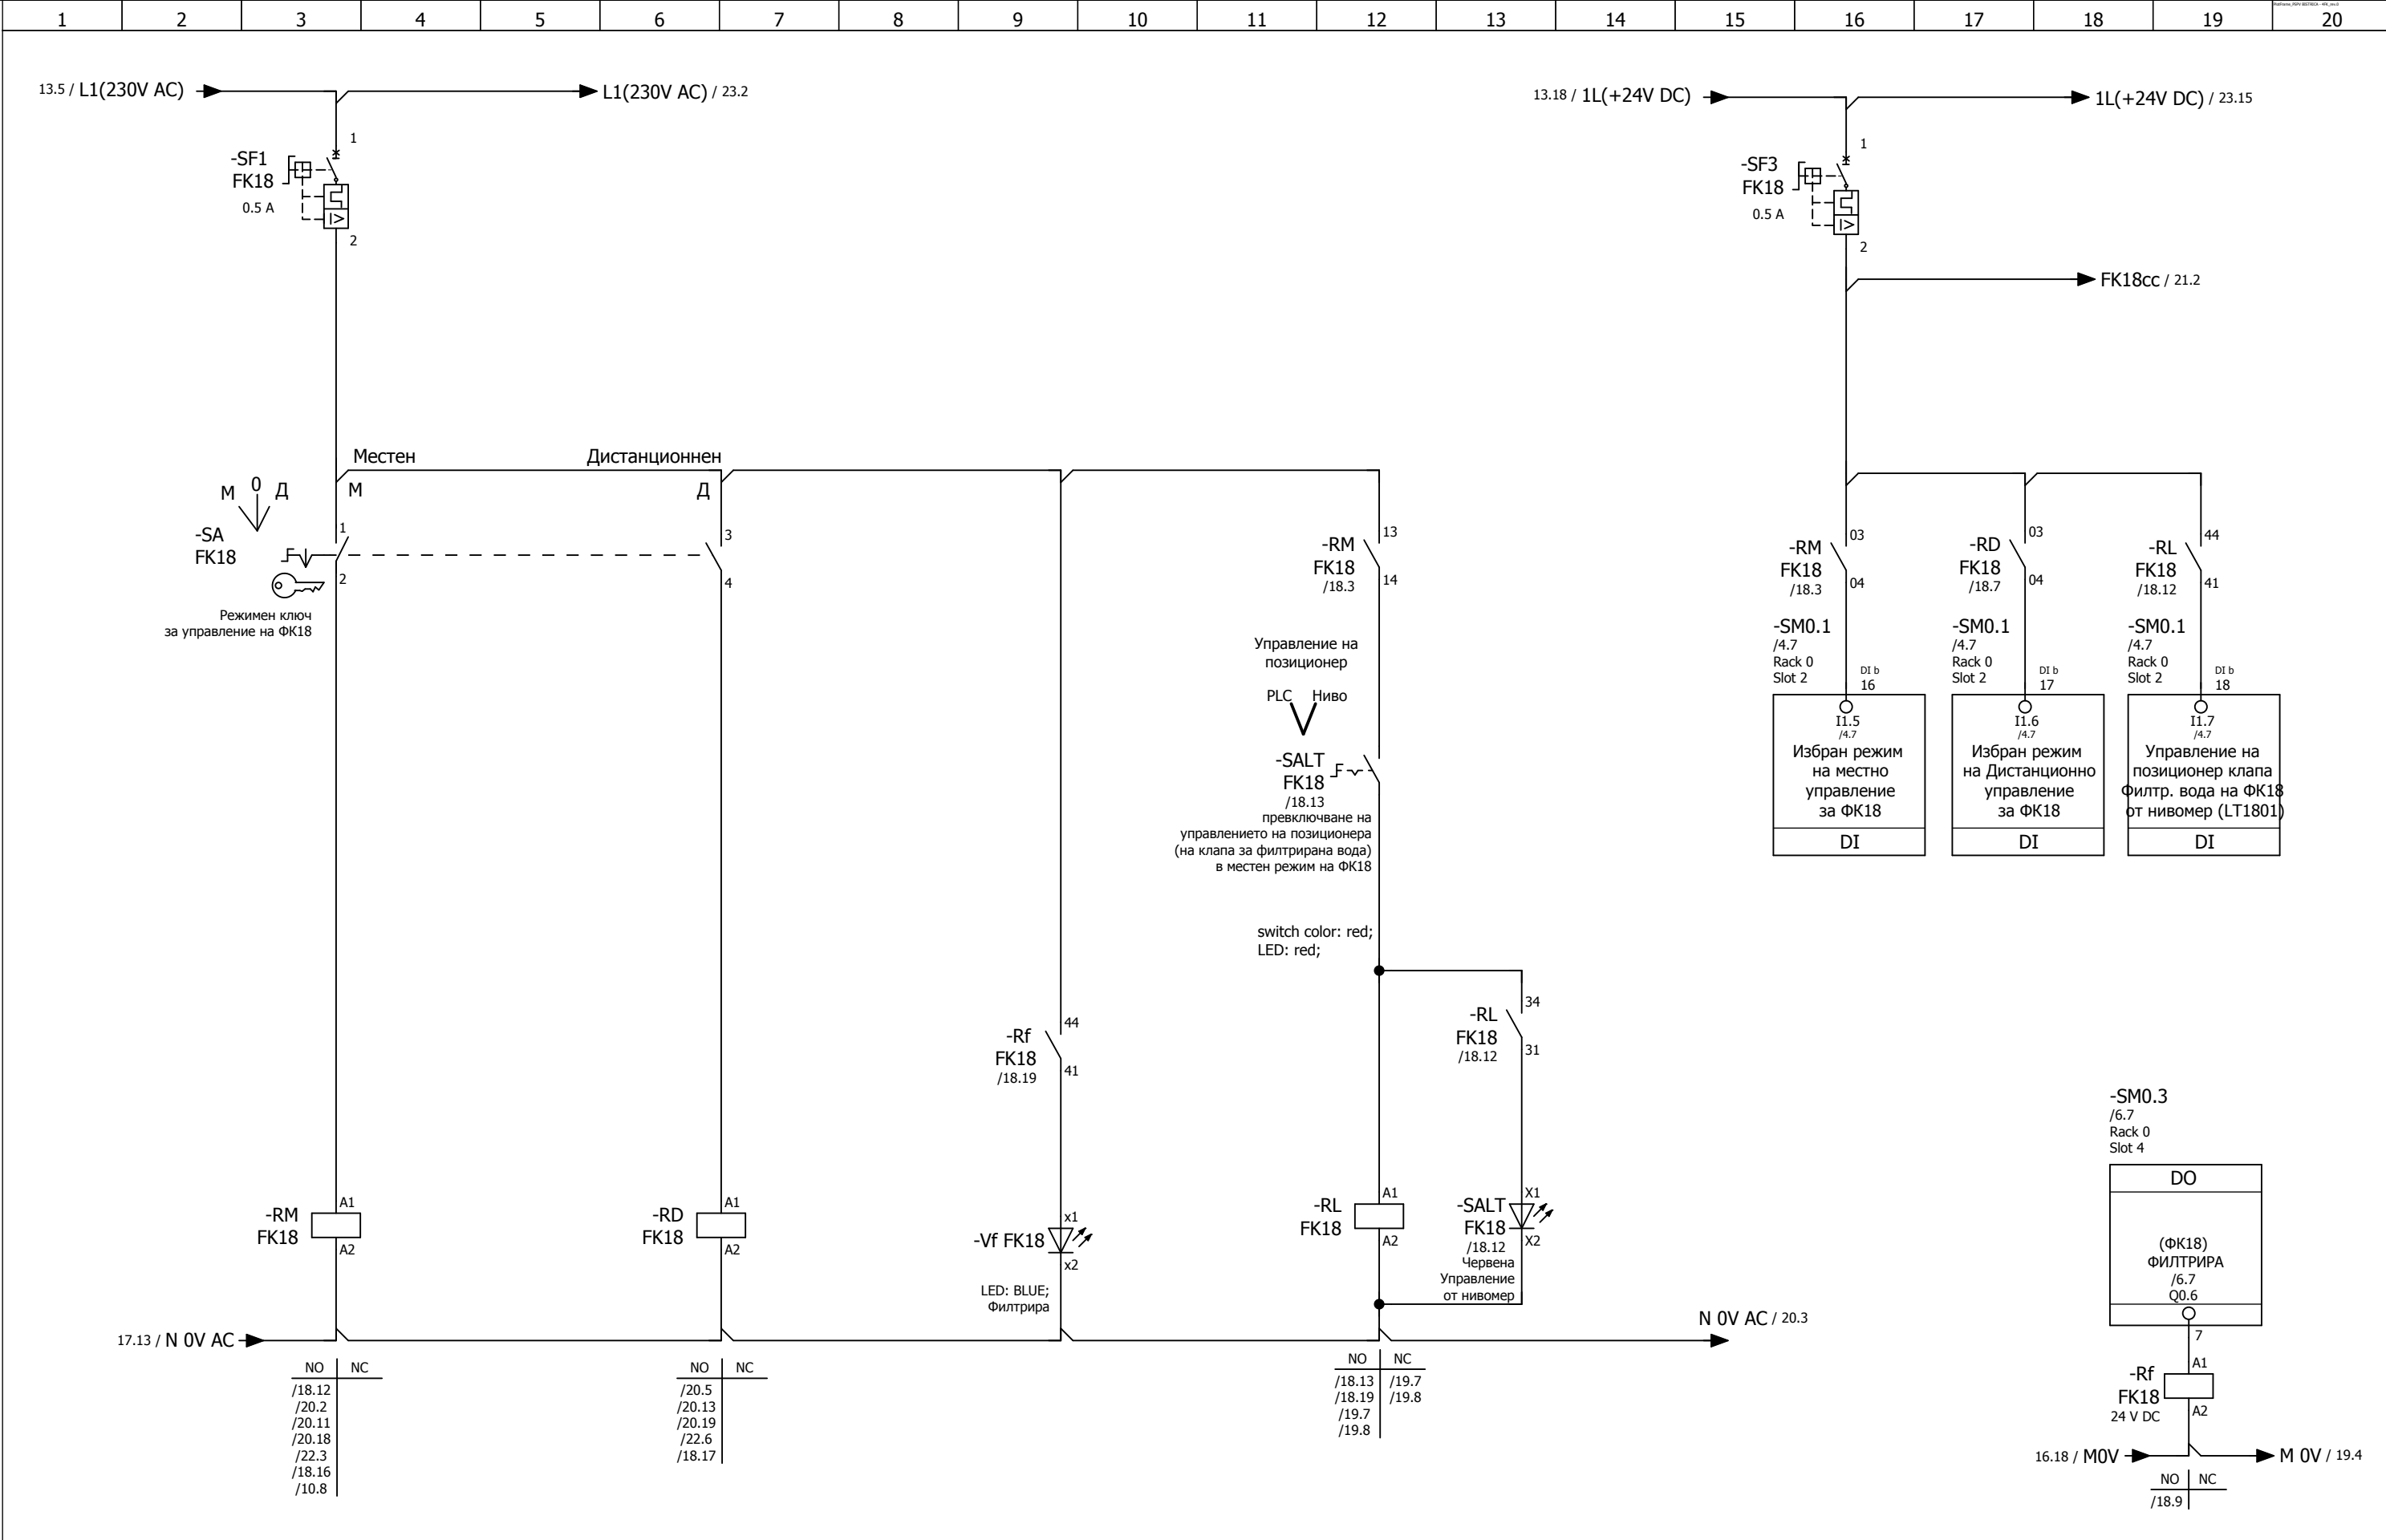 1 2 3 4 5 6 7 8 9 10 11 12 13 14 15 16 17 18 19 20
13.5 / L1(230V AC)
L1(230V AC) / 23.2
13.18 / 1L(+24V DC)
1L(+24V DC) / 23.15
1
-SF1
FK18
0.5 A
2
1
-SF3
FK18
0.5 A
2
FK18cc / 21.2
Местен
Дистанционнен
М 0 Д
М
Д
-SA
FK18
1
2
3
4
Режимен ключ
за управление на ФК18
-RM
FK18
/18.3
13
14
Управление на
позиционер
PLC Ниво
-SALT
FK18
/18.13
превключване на
управлението на позиционера
(на клапа за филтрирана вода)
в местен режим на ФК18
switch color: red;
LED: red;
-RM
FK18
/18.3
03
04
-RD
FK18
/18.7
03
04
-RL
FK18
/18.12
44
41
-SM0.1
/4.7
Rack 0
Slot 2
DI b
16
I1.5
/4.7
Избран режим
на местно
управление
за ФК18
DI
-SM0.1
/4.7
Rack 0
Slot 2
DI b
17
I1.6
/4.7
Избран режим
на Дистанционно
управление
за ФК18
DI
-SM0.1
/4.7
Rack 0
Slot 2
DI b
18
I1.7
/4.7
Управление на
позиционер клапа
Филтр. вода на ФК18
от нивомер (LT1801)
DI
-Rf
FK18
/18.19
44
41
-RL
FK18
/18.12
34
31
-RM
FK18
A1
A2
-RD
FK18
A1
A2
-Vf FK18
x1
x2
LED: BLUE;
Филтрира
-RL
FK18
A1
A2
-SALT
FK18
/18.12
X1
X2
Червена
Управление
от нивомер
-SM0.3
/6.7
Rack 0
Slot 4
DO
(ФК18)
ФИЛТРИРА
/6.7
Q0.6
7
-Rf
FK18
24 V DC
A1
A2
17.13 / N 0V AC
N 0V AC / 20.3
16.18 / M0V
M 0V / 19.4
NO NC
/18.12
/20.2
/20.11
/20.18
/22.3
/18.16
/10.8
NO NC
/20.5
/20.13
/20.19
/22.6
/18.17
NO NC
/18.13 /19.7
/18.19 /19.8
/19.7
/19.8
NO NC
/18.9